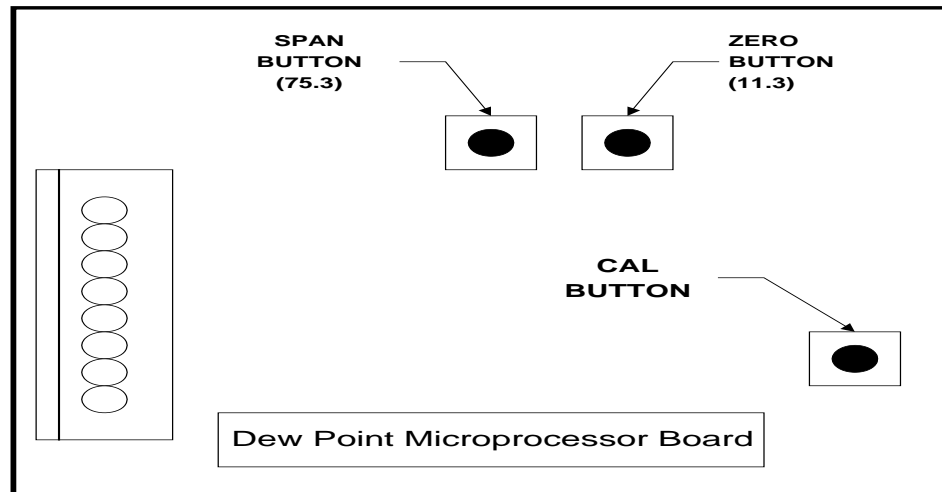 SPAN
BUTTON
(75.3)
ZERO
BUTTON
(11.3)
CAL
BUTTON
Dew Point Microprocessor Board